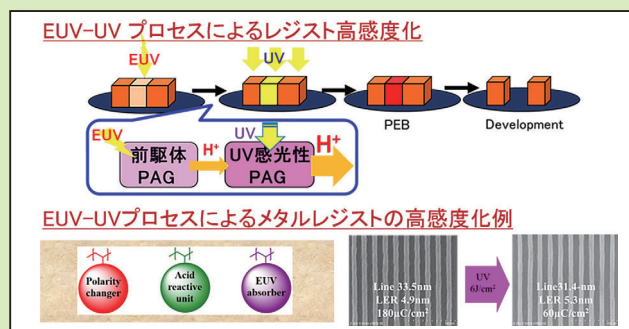 EUV-UV プロセスによるレジスト高感度化
EUV
UV
PEB
Development
EUV
前駆体
PAG
H+
UV
UV感光性
PAG
H+
EUV-UVプロセスによるメタルレジストの高感度化例
Polarity
changer
Acid
reactive
unit
EUV
absorber
Line 33.5nm
LER 4.9nm
180μC/cm²
UV
6J/cm²
Line31.4-nm
LER 5.3nm
60μC/cm²